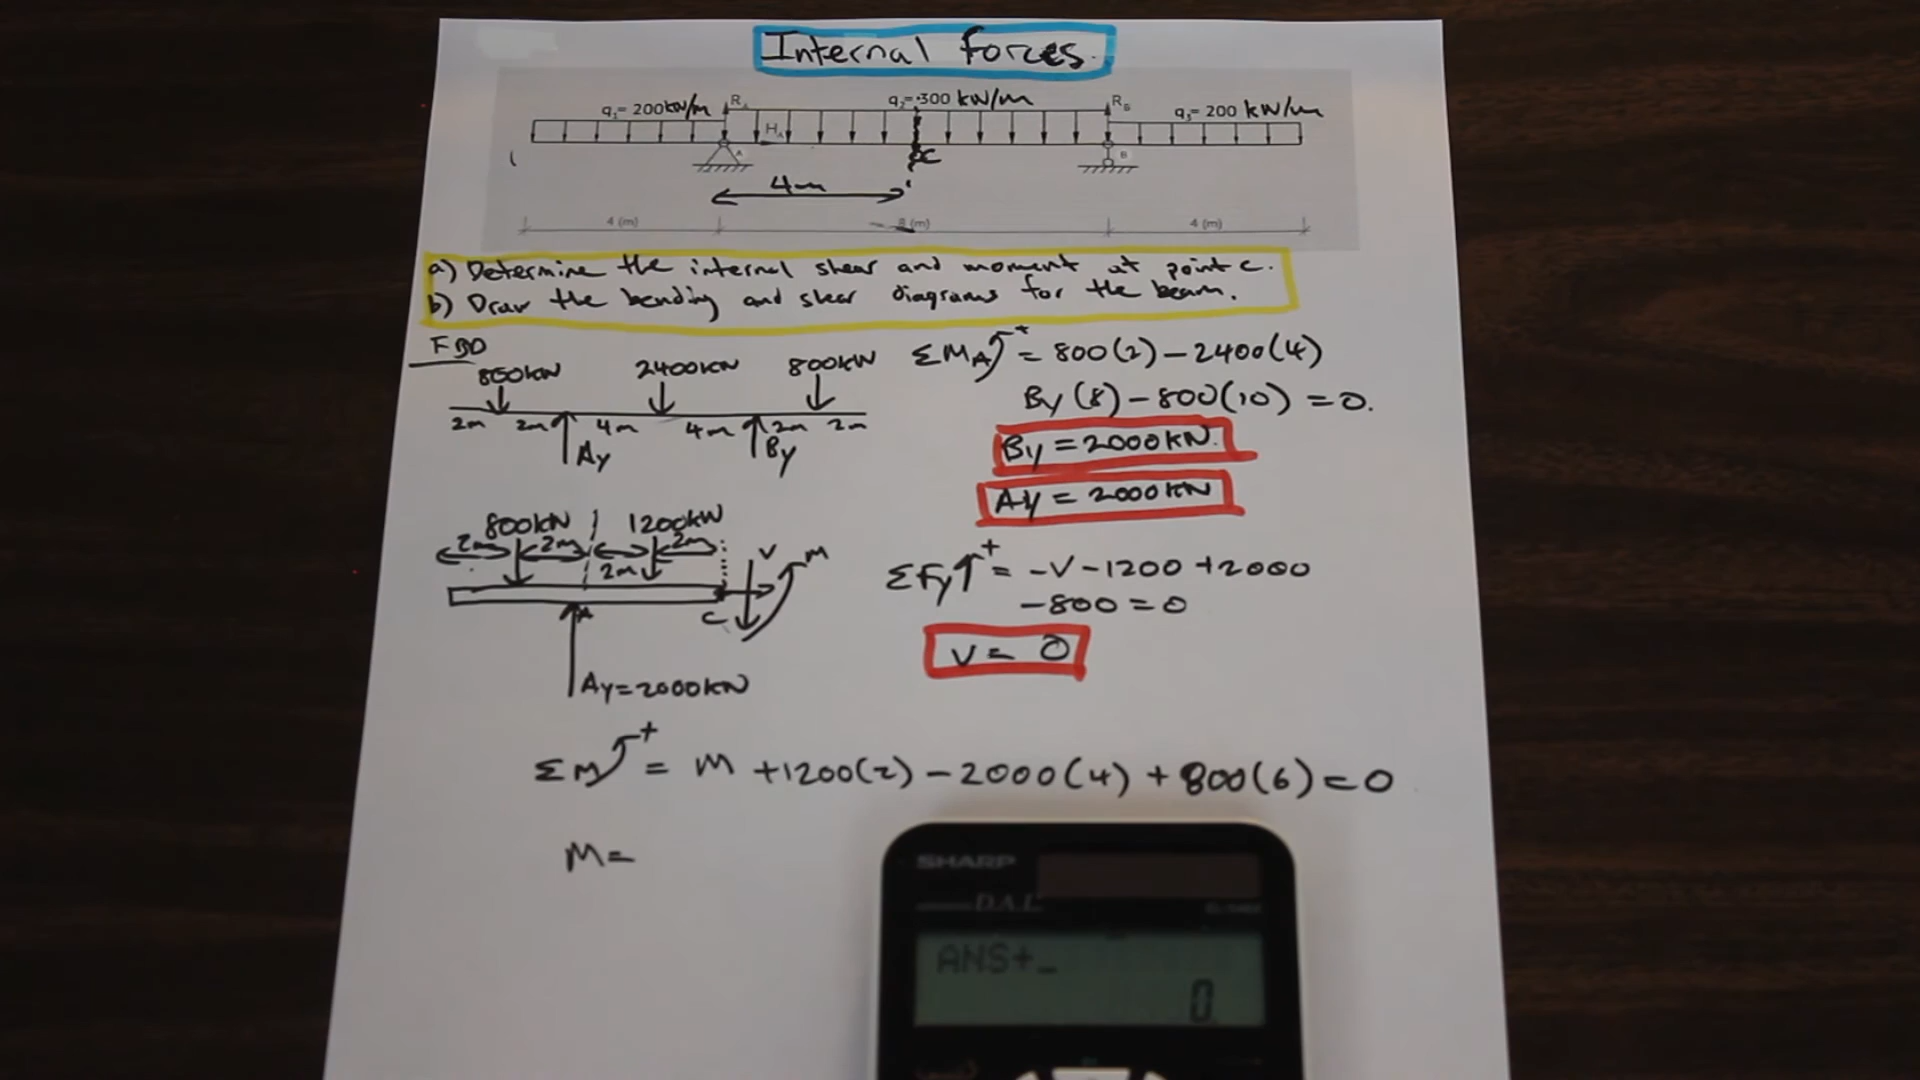 Internal Forces.
q₁= 200kN/m
R_A
q₂= 300 kN/m
R_B
q₃= 200 kN/m
H_A
A
C
B
4m
4 (m)
8 (m)
4 (m)
a) Determine the internal shear and moment at point c.
b) Draw the bending and shear diagrams for the beam.
FBD
800kN 2400kN 800kN
2m 2m 4m 4m 2m 2m
Ay By
ΣMA + = 800(2) - 2400(4)
By (8) - 800(10) = 0.
By = 2000kN.
Ay = 2000kN
800kN 1200kN
2m 2m 2m 2m
V M
A C
Ay=2000kN
ΣFy + = -V - 1200 + 2000
-800 = 0
V = 0
ΣM + = M + 1200(2) - 2000(4) + 800(6) = 0
M=
SHARP
D.A.L.
ANS+_
0